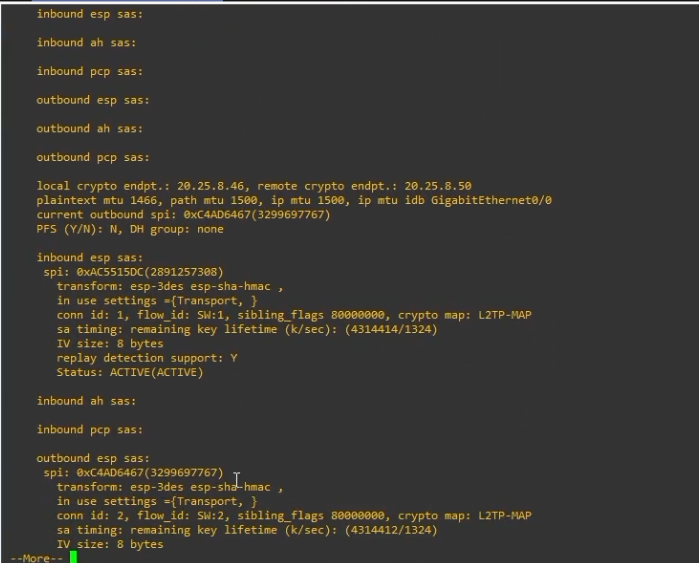 inbound esp sas:
inbound ah sas:
inbound pcp sas:
outbound esp sas:
outbound ah sas:
outbound pcp sas:
local crypto endpt.: 20.25.8.46, remote crypto endpt.: 20.25.8.50
plaintext mtu 1466, path mtu 1500, ip mtu 1500, ip mtu idb GigabitEthernet0/0
current outbound spi: 0xC4AD6467(3299697767)
PFS (Y/N): N, DH group: none
inbound esp sas:
spi: 0xAC5515DC(2891257308)
transform: esp-3des esp-sha-hmac ,
in use settings ={Transport, }
conn id: 1, flow_id: SW:1, sibling_flags 80000000, crypto map: L2TP-MAP
sa timing: remaining key lifetime (k/sec): (4314414/1324)
IV size: 8 bytes
replay detection support: Y
Status: ACTIVE(ACTIVE)
inbound ah sas:
inbound pcp sas:
outbound esp sas:
spi: 0xC4AD6467(3299697767)
transform: esp-3des esp-sha-hmac ,
in use settings ={Transport, }
conn id: 2, flow_id: SW:2, sibling_flags 80000000, crypto map: L2TP-MAP
sa timing: remaining key lifetime (k/sec): (4314412/1324)
IV size: 8 bytes
--More--